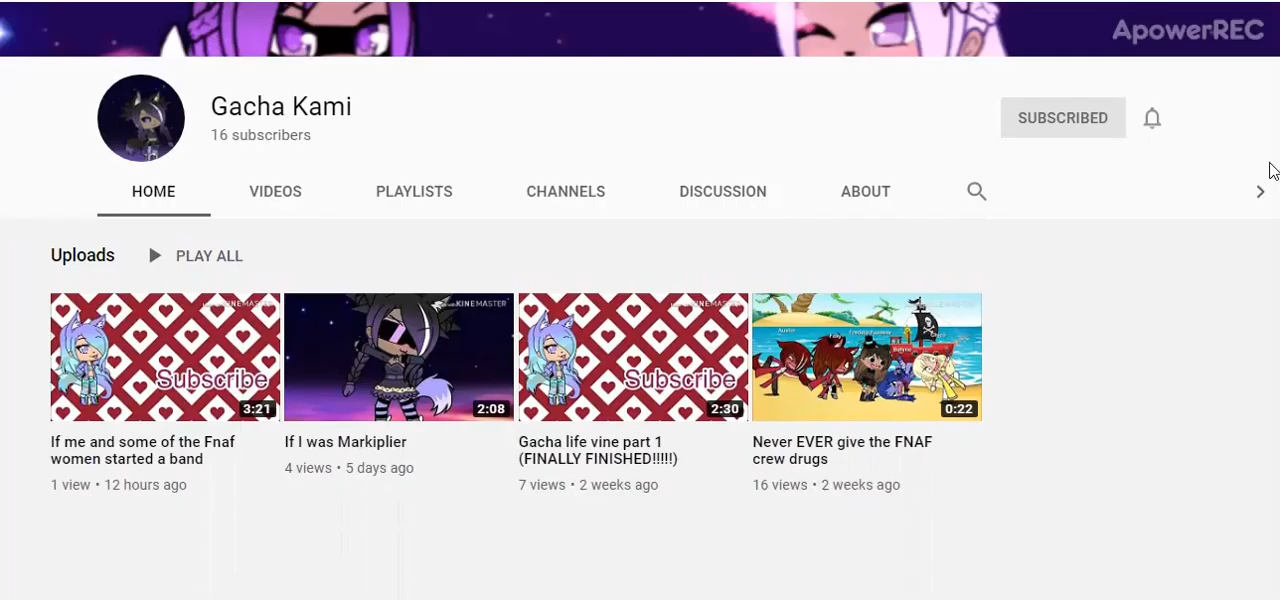 ApowerREC
Gacha Kami
16 subscribers
SUBSCRIBED
HOME VIDEOS PLAYLISTS CHANNELS DISCUSSION ABOUT
Uploads PLAY ALL
KINEMASTER
Subscribe
3:21
If me and some of the Fnaf
women started a band
1 view • 12 hours ago
KINEMASTER
2:08
If I was Markiplier
4 views • 5 days ago
KINEMASTER
Subscribe
2:30
Gacha life vine part 1
(FINALLY FINISHED!!!!!)
7 views • 2 weeks ago
0:22
Never EVER give the FNAF
crew drugs
16 views • 2 weeks ago